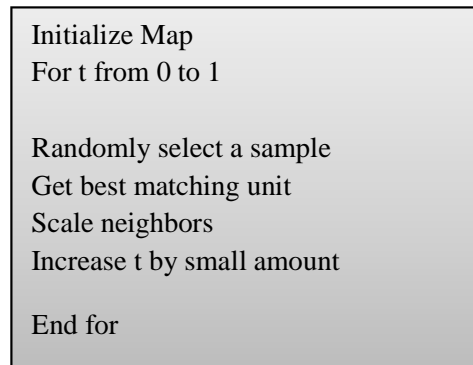 Initialize Map
For t from 0 to 1
Randomly select a sample
Get best matching unit
Scale neighbors
Increase t by small amount
End for